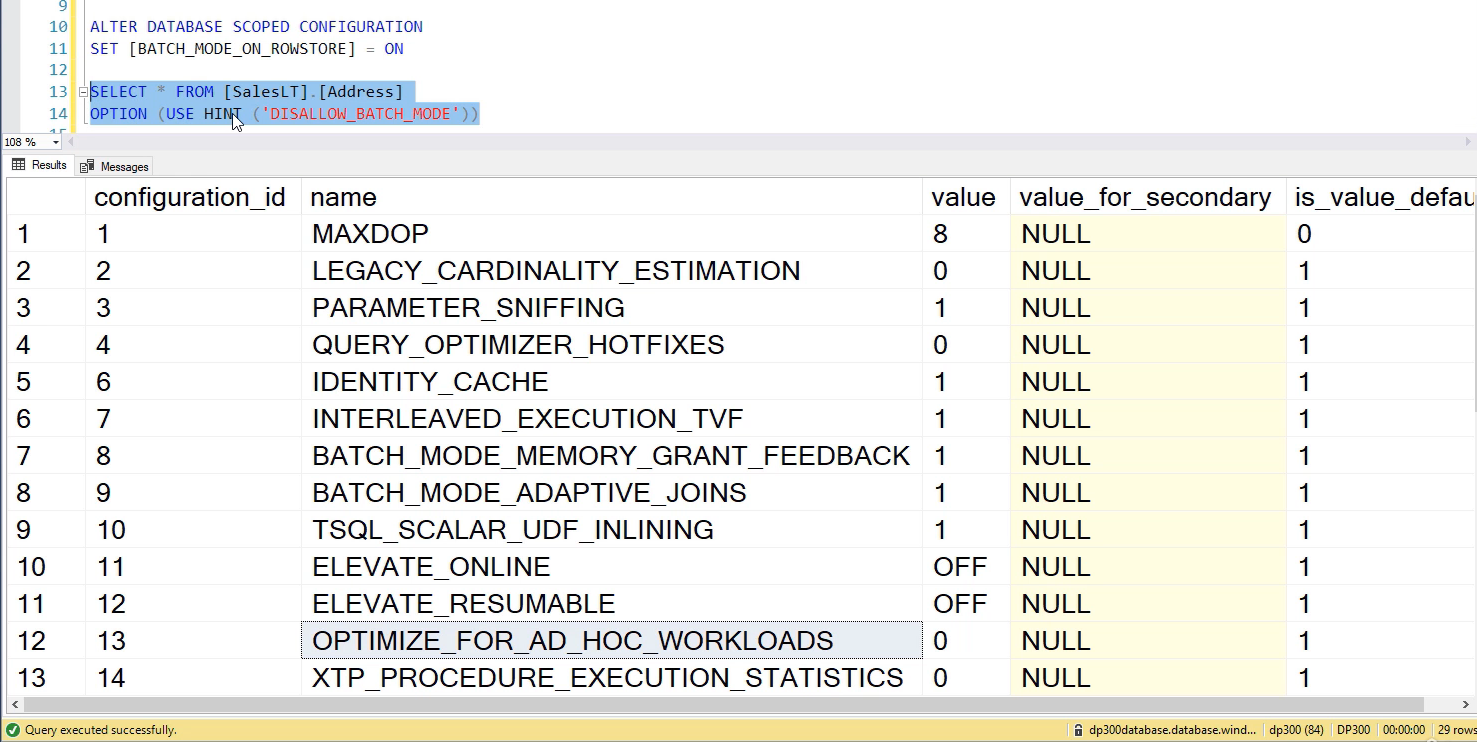 9
10 ALTER DATABASE SCOPED CONFIGURATION
11 SET [BATCH_MODE_ON_ROWSTORE] = ON
12
13 SELECT * FROM [SalesLT].[Address]
14 OPTION (USE HINT ('DISALLOW_BATCH_MODE'))
15
108 %
Results Messages
configuration_id name value value_for_secondary is_value_defau
1 1 MAXDOP 8 NULL 0
2 2 LEGACY_CARDINALITY_ESTIMATION 0 NULL 1
3 3 PARAMETER_SNIFFING 1 NULL 1
4 4 QUERY_OPTIMIZER_HOTFIXES 0 NULL 1
5 6 IDENTITY_CACHE 1 NULL 1
6 7 INTERLEAVED_EXECUTION_TVF 1 NULL 1
7 8 BATCH_MODE_MEMORY_GRANT_FEEDBACK 1 NULL 1
8 9 BATCH_MODE_ADAPTIVE_JOINS 1 NULL 1
9 10 TSQL_SCALAR_UDF_INLINING 1 NULL 1
10 11 ELEVATE_ONLINE OFF NULL 1
11 12 ELEVATE_RESUMABLE OFF NULL 1
12 13 OPTIMIZE_FOR_AD_HOC_WORKLOADS 0 NULL 1
13 14 XTP_PROCEDURE_EXECUTION_STATISTICS 0 NULL 1
Query executed successfully. dp300database.database.wind... dp300 (84) DP300 00:00:00 29 rows